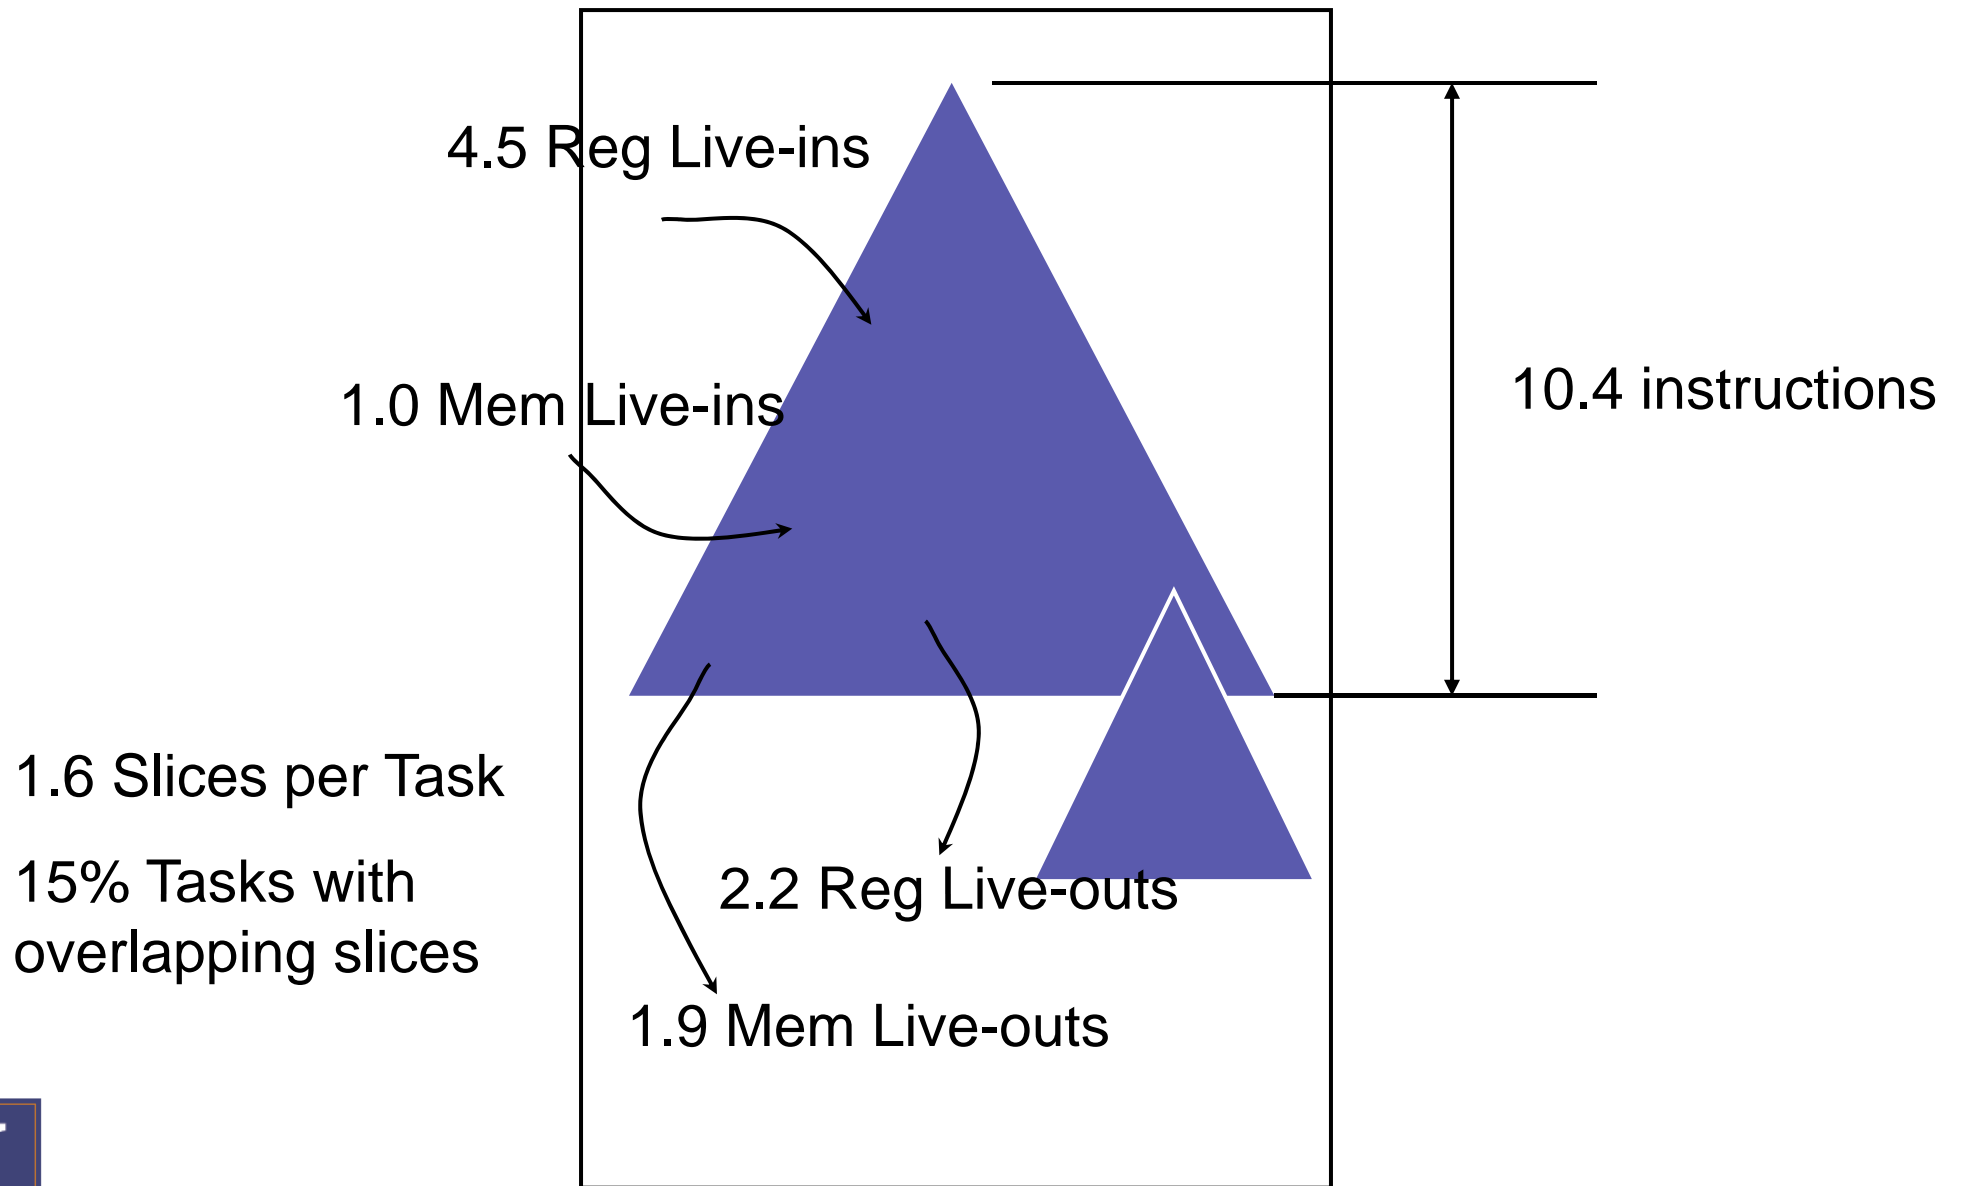 4.5 Reg Live-ins
1.0 Mem Live-ins
10.4 instructions
1.6 Slices per Task
15% Tasks with
overlapping slices
2.2 Reg Live-outs
1.9 Mem Live-outs